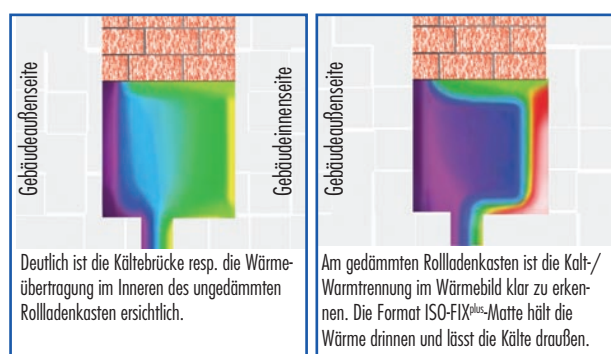 Gebäudeaußenseite
Gebäudeinnenseite
Deutlich ist die Kältebrücke resp. die Wärme-
übertragung im Inneren des ungedämmten
Rollladenkasten ersichtlich.
Gebäudeaußenseite
Am gedämmten Rollladenkasten ist die Kalt-/
Warmtrennung im Wärmebild klar zu erken-
nen. Die Format ISO-FIXplus-Matte hält die
Wärme drinnen und lässt die Kälte draußen.